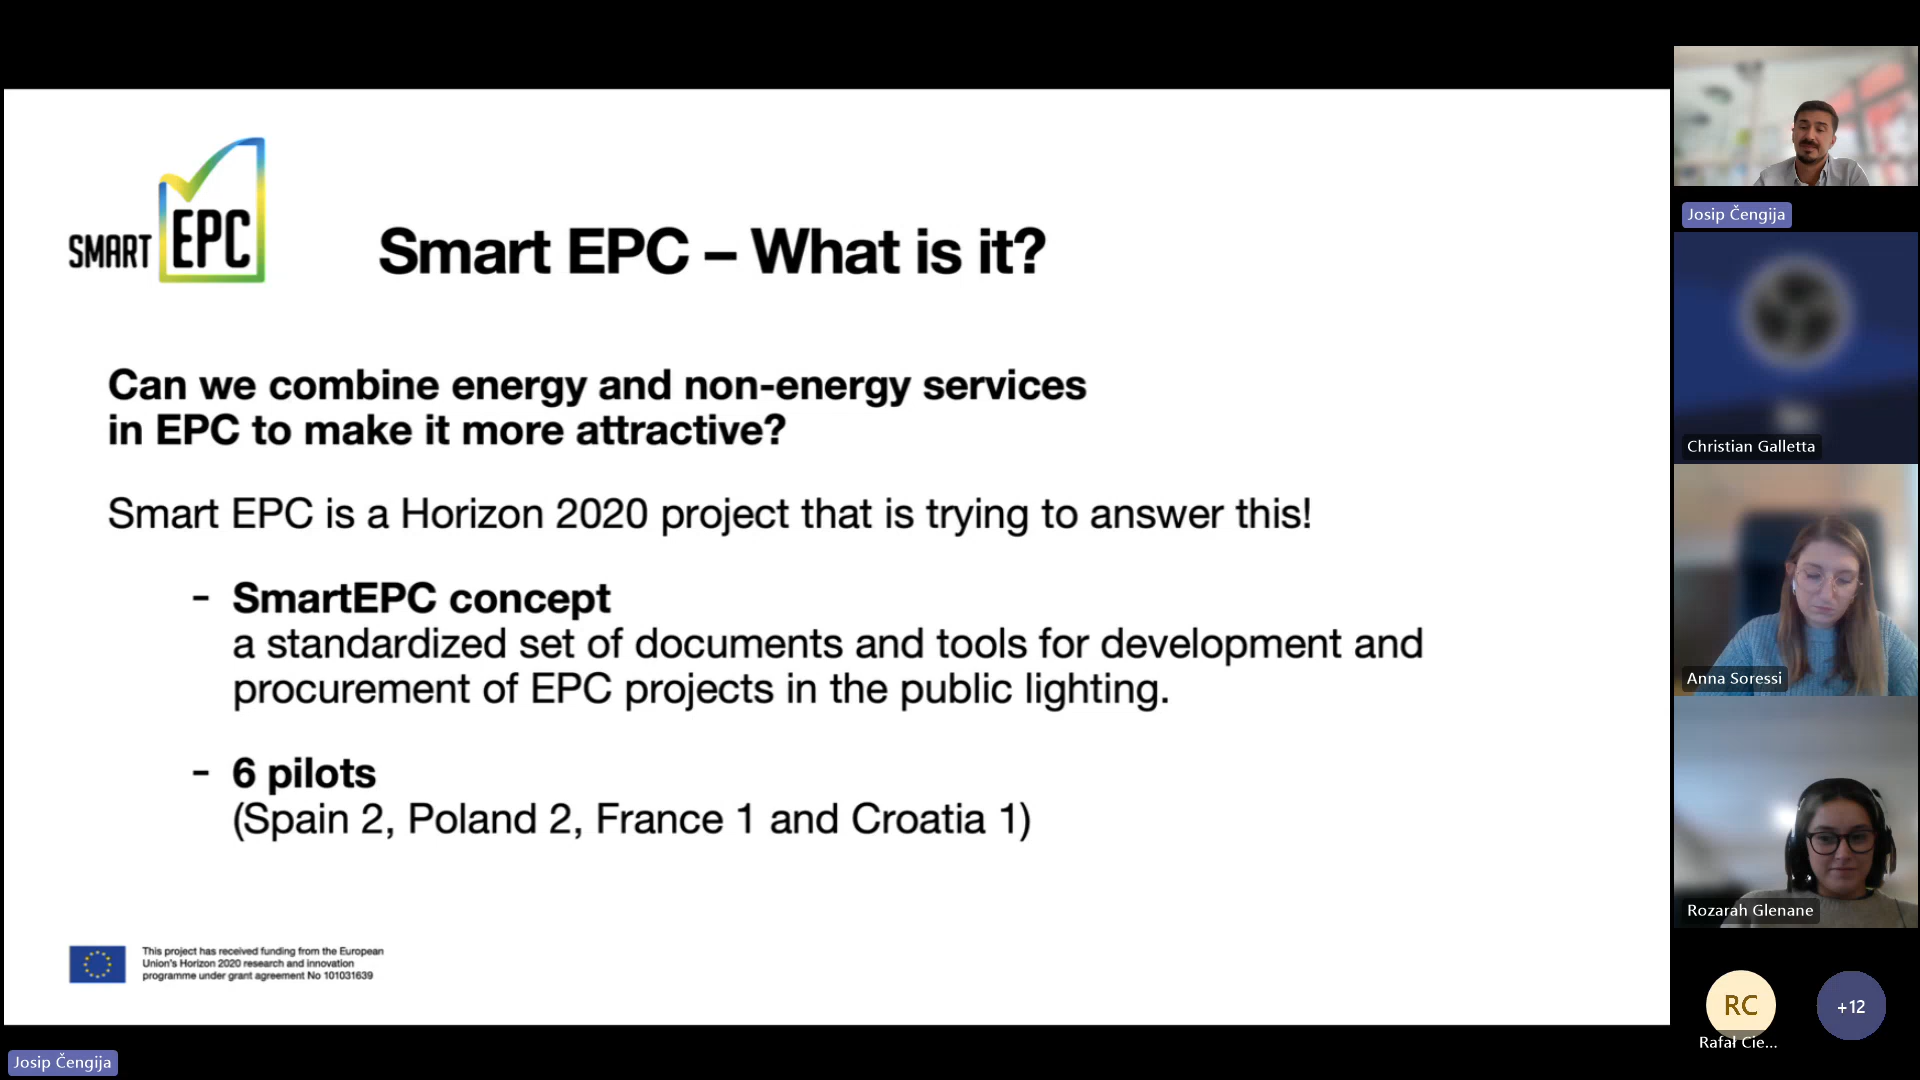 SMART EPC
Smart EPC – What is it?
Can we combine energy and non-energy services
in EPC to make it more attractive?
Smart EPC is a Horizon 2020 project that is trying to answer this!
- SmartEPC concept
a standardized set of documents and tools for development and
procurement of EPC projects in the public lighting.
- 6 pilots
(Spain 2, Poland 2, France 1 and Croatia 1)
This project has received funding from the European
Union's Horizon 2020 research and innovation
programme under grant agreement No 101031639
Josip Čengija
Josip Čengija
Christian Galletta
Anna Soressi
Rozarah Glenane
RC
Rafał Cie...
+12